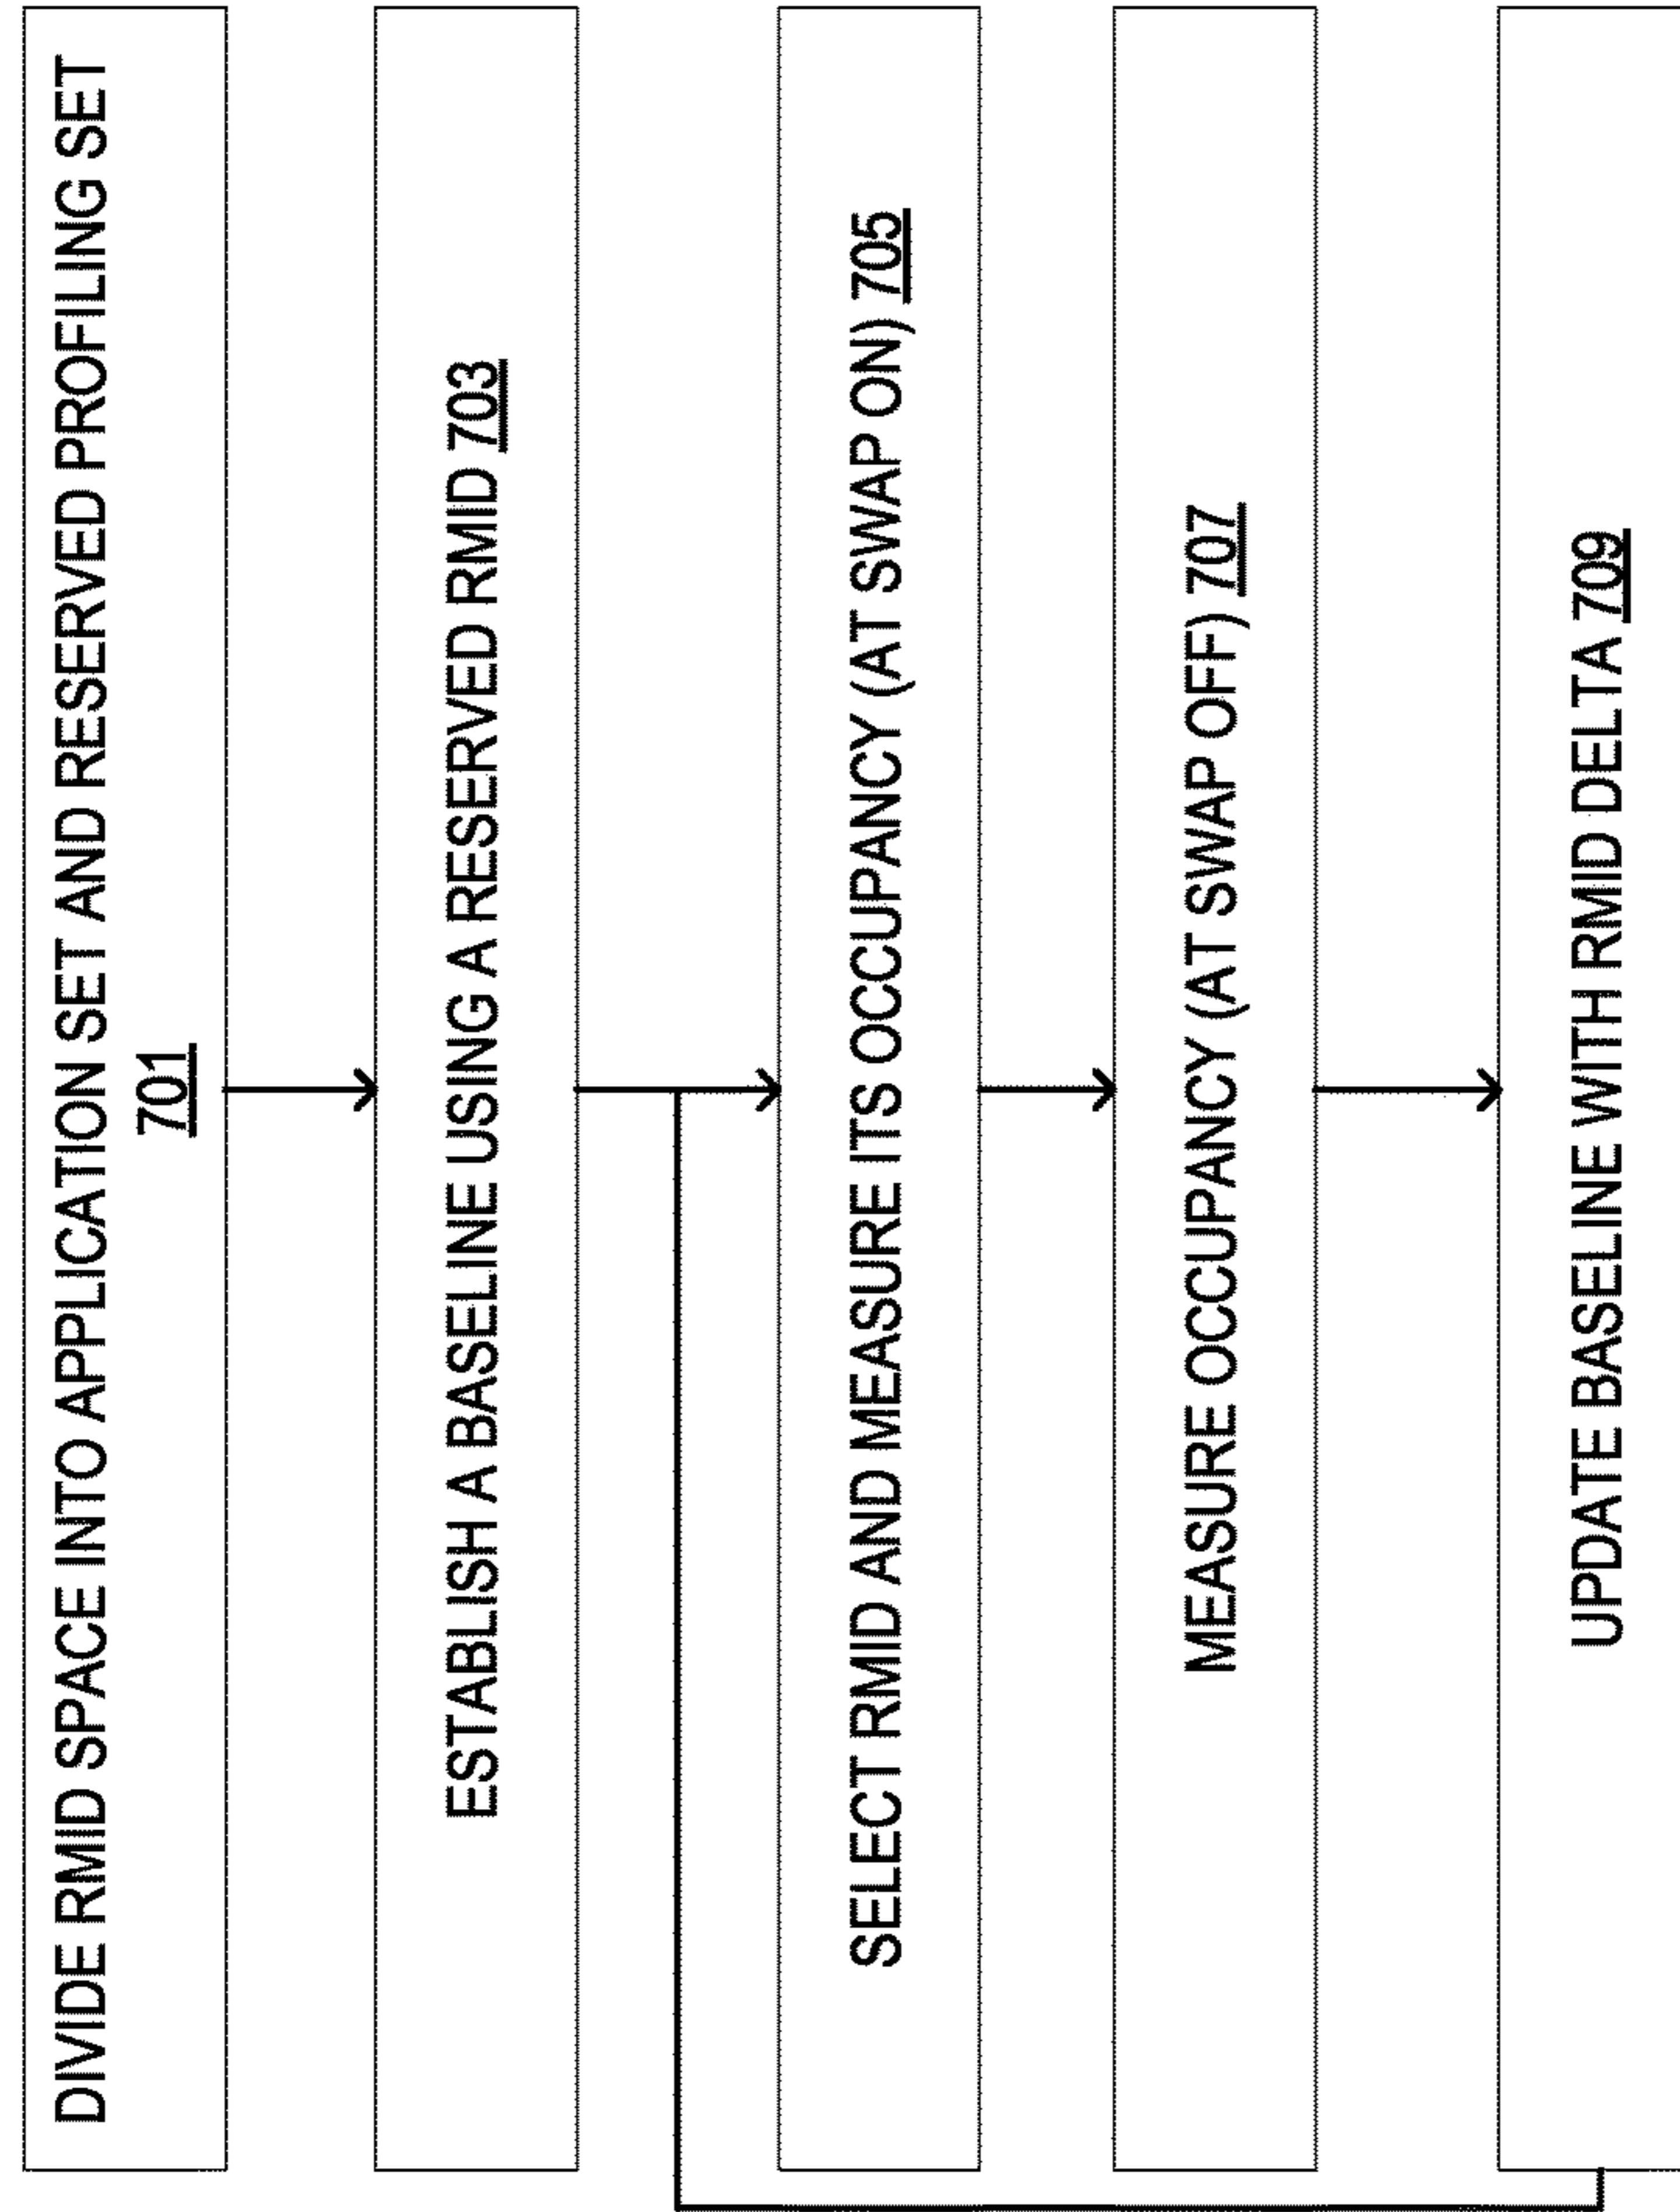 DIVIDE RMID SPACE INTO APPLICATION SET AND RESERVED PROFILING SET
701
ESTABLISH A BASELINE USING A RESERVED RMID 703
SELECT RMID AND MEASURE ITS OCCUPANCY (AT SWAP ON) 705
MEASURE OCCUPANCY (AT SWAP OFF) 707
UPDATE BASELINE WITH RMID DELTA 709